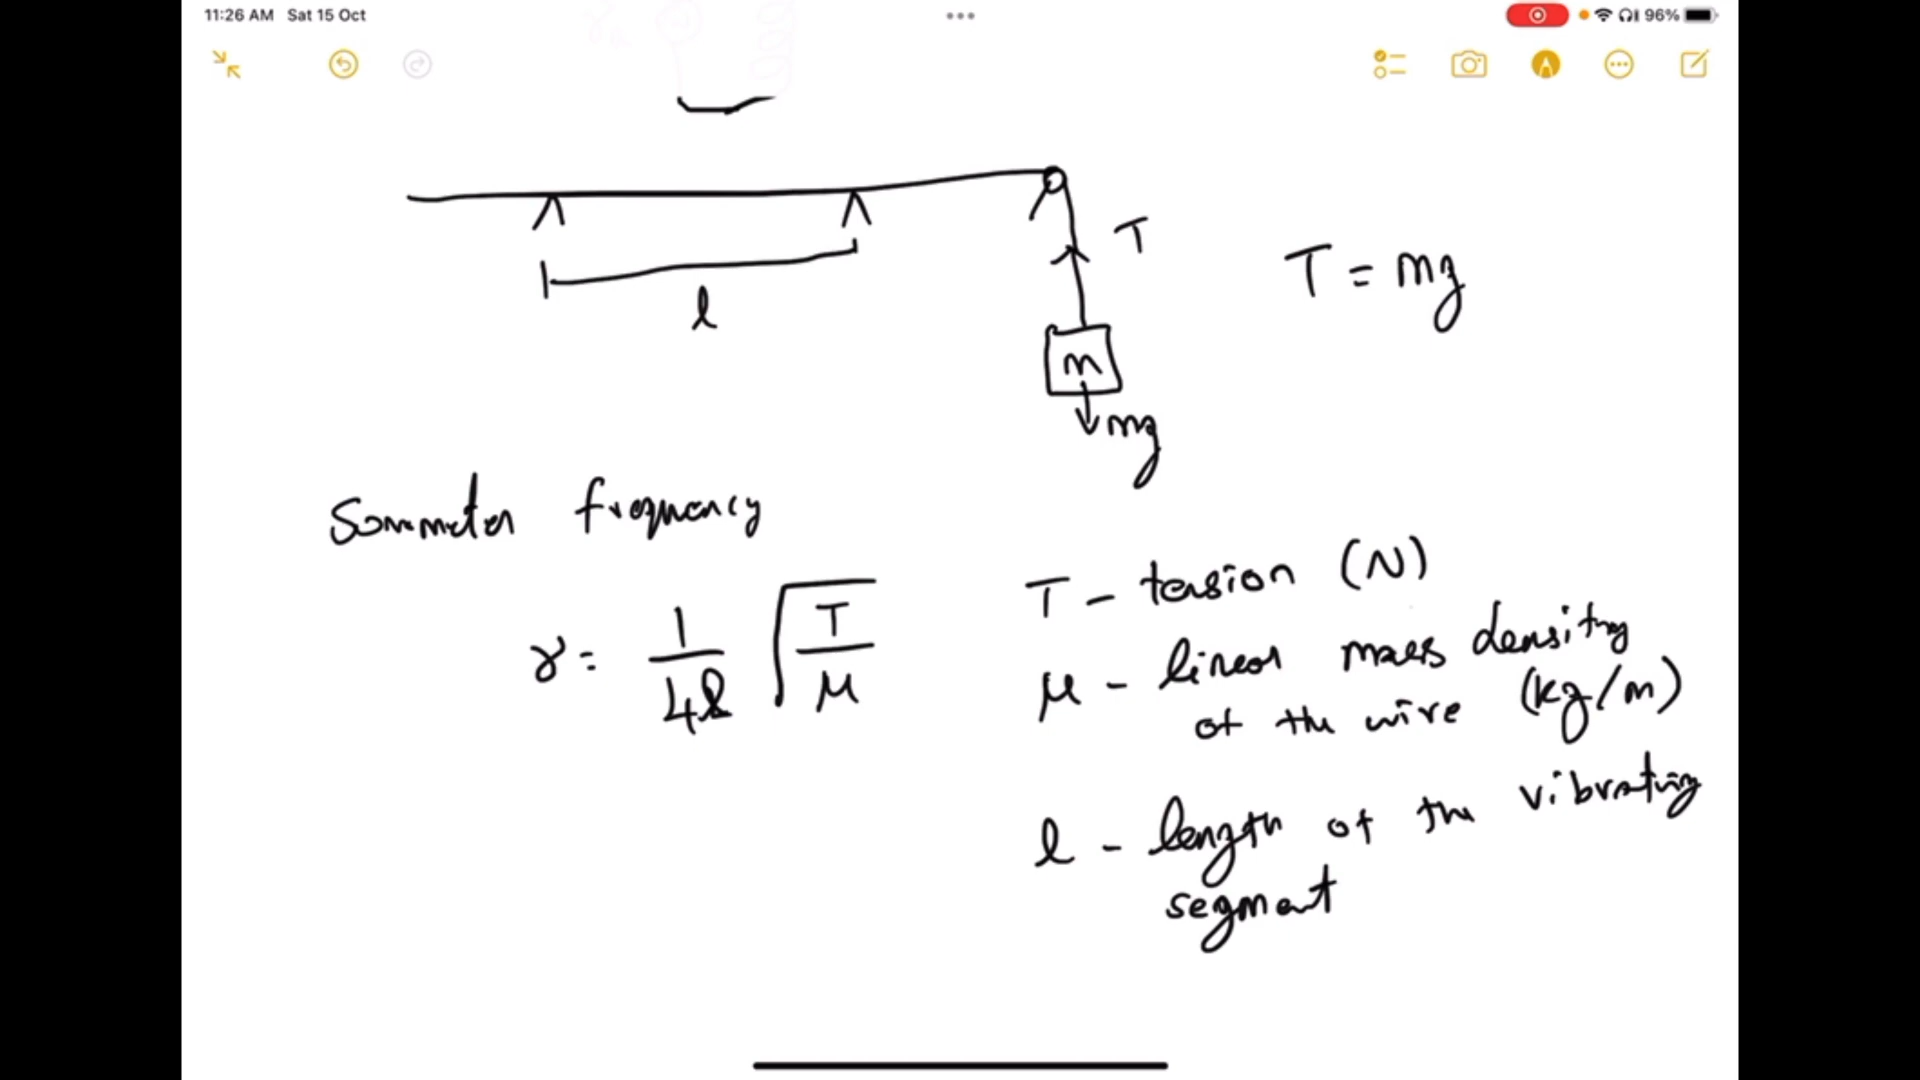 11:26 AM Sat 15 Oct
96%
T
T = mg
l
m
mg
Sonometer frequency
γ = 1/4l √T/μ
T - tension (N)
μ - linear mass density
of the wire (kg/m)
l - length of the vibrating
segment